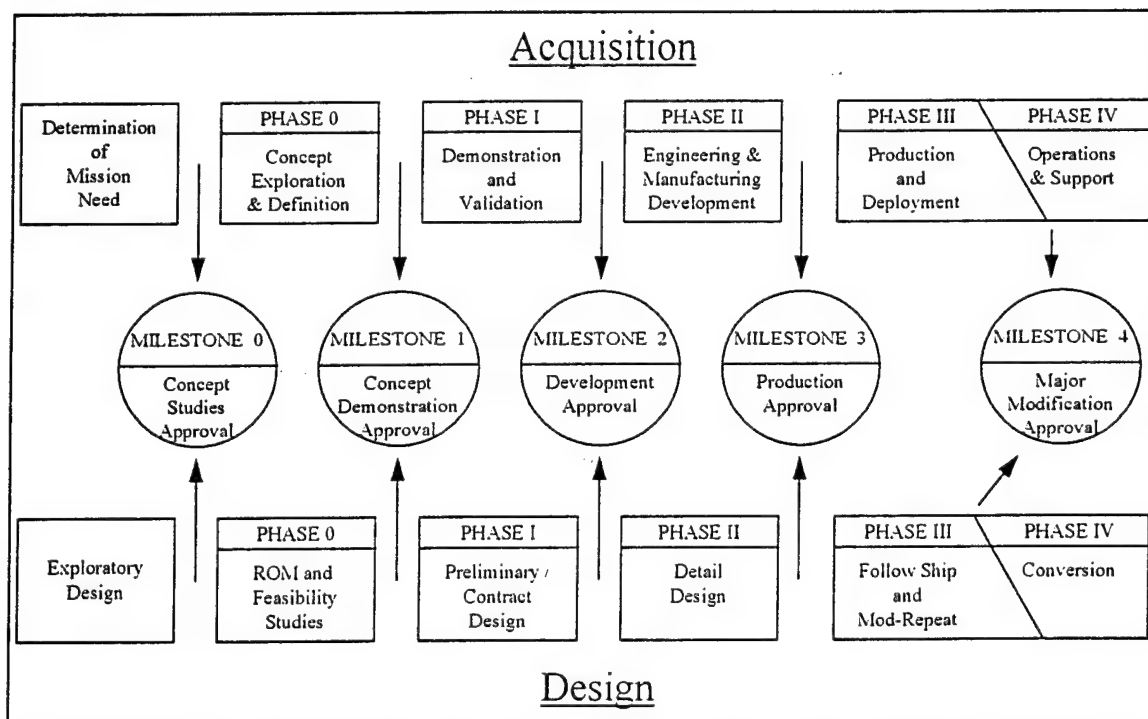 Acquisition
Determination
of
Mission
Need
PHASE 0
Concept
Exploration
& Definition
PHASE I
Demonstration
and
Validation
PHASE II
Engineering &
Manufacturing
Development
PHASE III
Production
and
Deployment
PHASE IV
Operations
& Support
MILESTONE 0
Concept
Studies
Approval
MILESTONE 1
Concept
Demonstration
Approval
MILESTONE 2
Development
Approval
MILESTONE 3
Production
Approval
MILESTONE 4
Major
Modification
Approval
Exploratory
Design
PHASE 0
ROM and
Feasibility
Studies
PHASE I
Preliminary /
Contract
Design
PHASE II
Detail
Design
PHASE III
Follow Ship
and
Mod-Repeat
PHASE IV
Conversion
Design